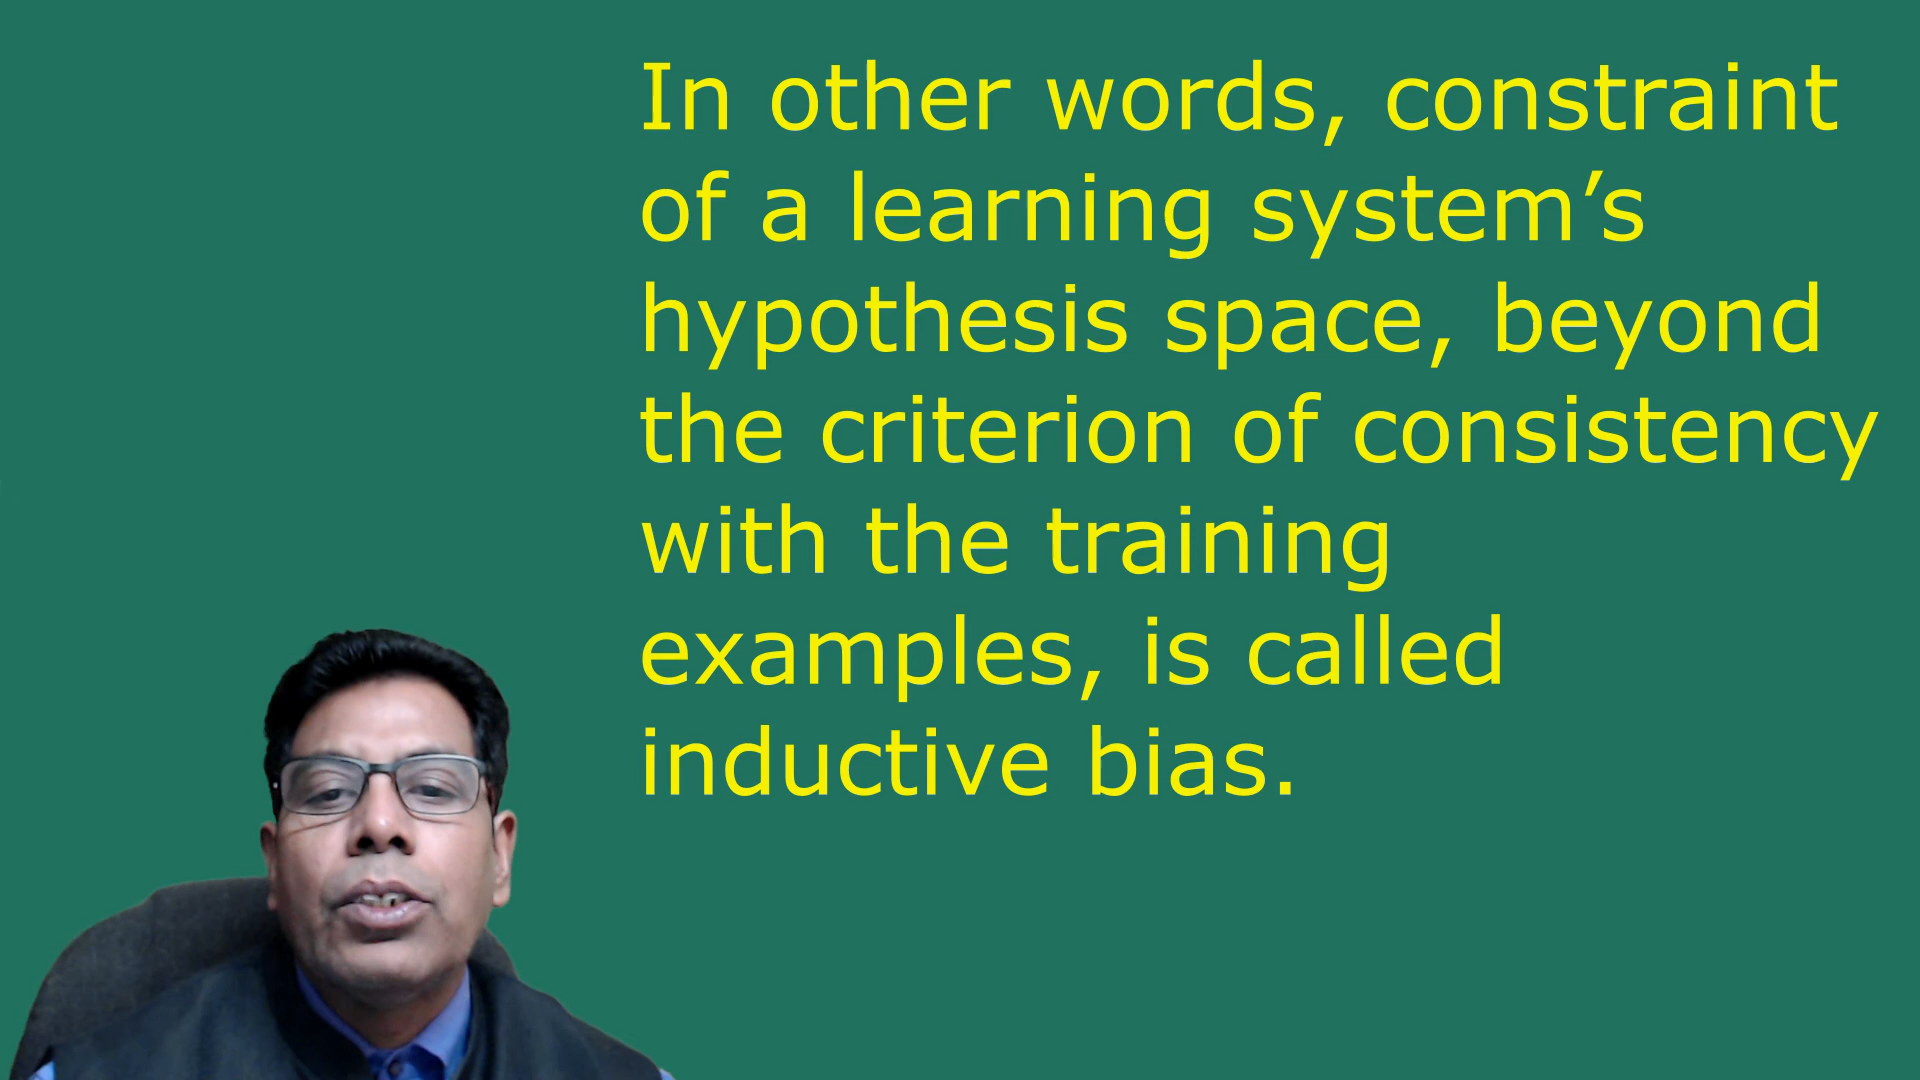 In other words, constraint
of a learning system’s
hypothesis space, beyond
the criterion of consistency
with the training
examples, is called
inductive bias.